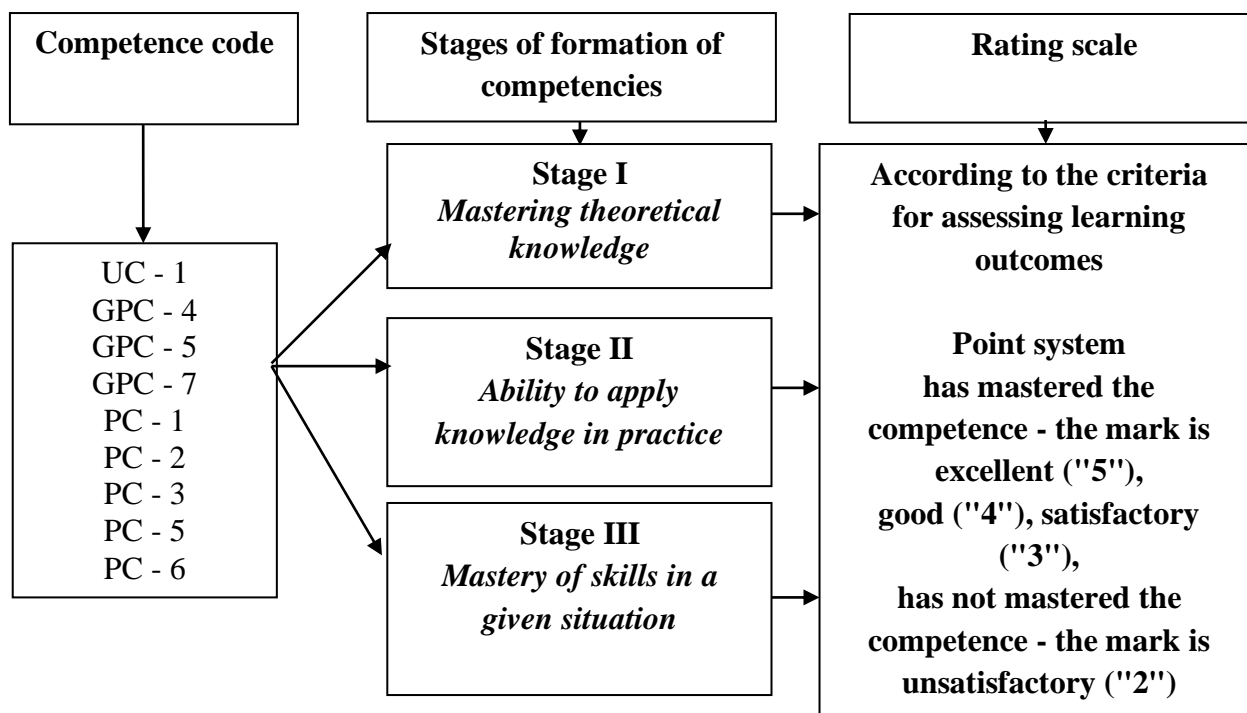 Competence code
Stages of formation of
competencies
Rating scale
UC - 1
GPC - 4
GPC - 5
GPC - 7
PC - 1
PC - 2
PC - 3
PC - 5
PC - 6
Stage I
Mastering theoretical
knowledge
Stage II
Ability to apply
knowledge in practice
Stage III
Mastery of skills in a
given situation
According to the criteria
for assessing learning
outcomes
Point system
has mastered the
competence - the mark is
excellent ("5"),
good ("4"), satisfactory
("3"),
has not mastered the
competence - the mark is
unsatisfactory ("2")